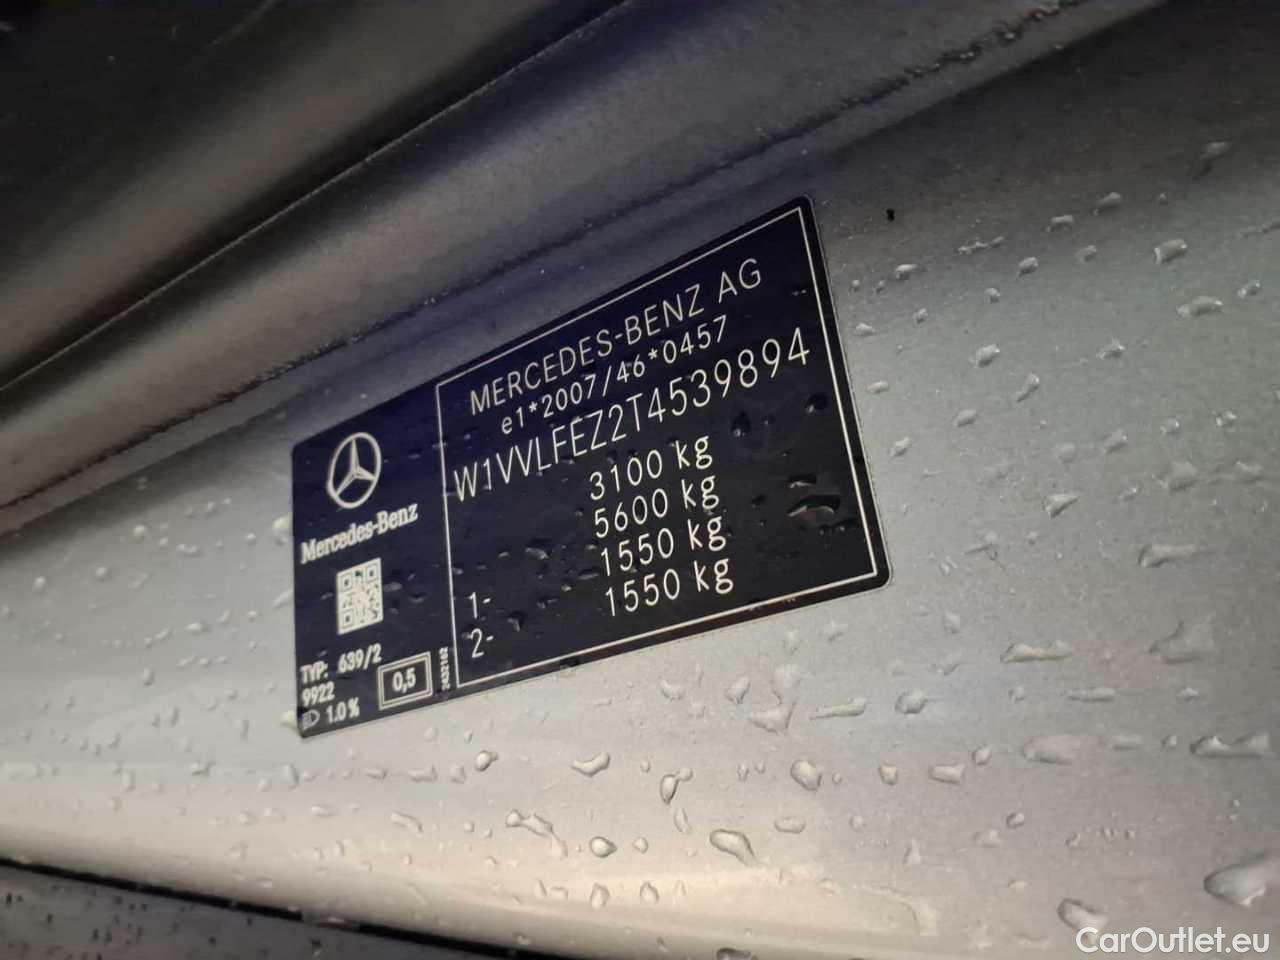 MERCEDES-BENZ AG
e1*2007/46*0457
W1VVLFEZ2T4539894
3100 kg
5600 kg
1- 1550 kg
2- 1550 kg
Mercedes-Benz
TYP: 639/2
9922
1.0%
0,5
2432162
CarOutlet.eu